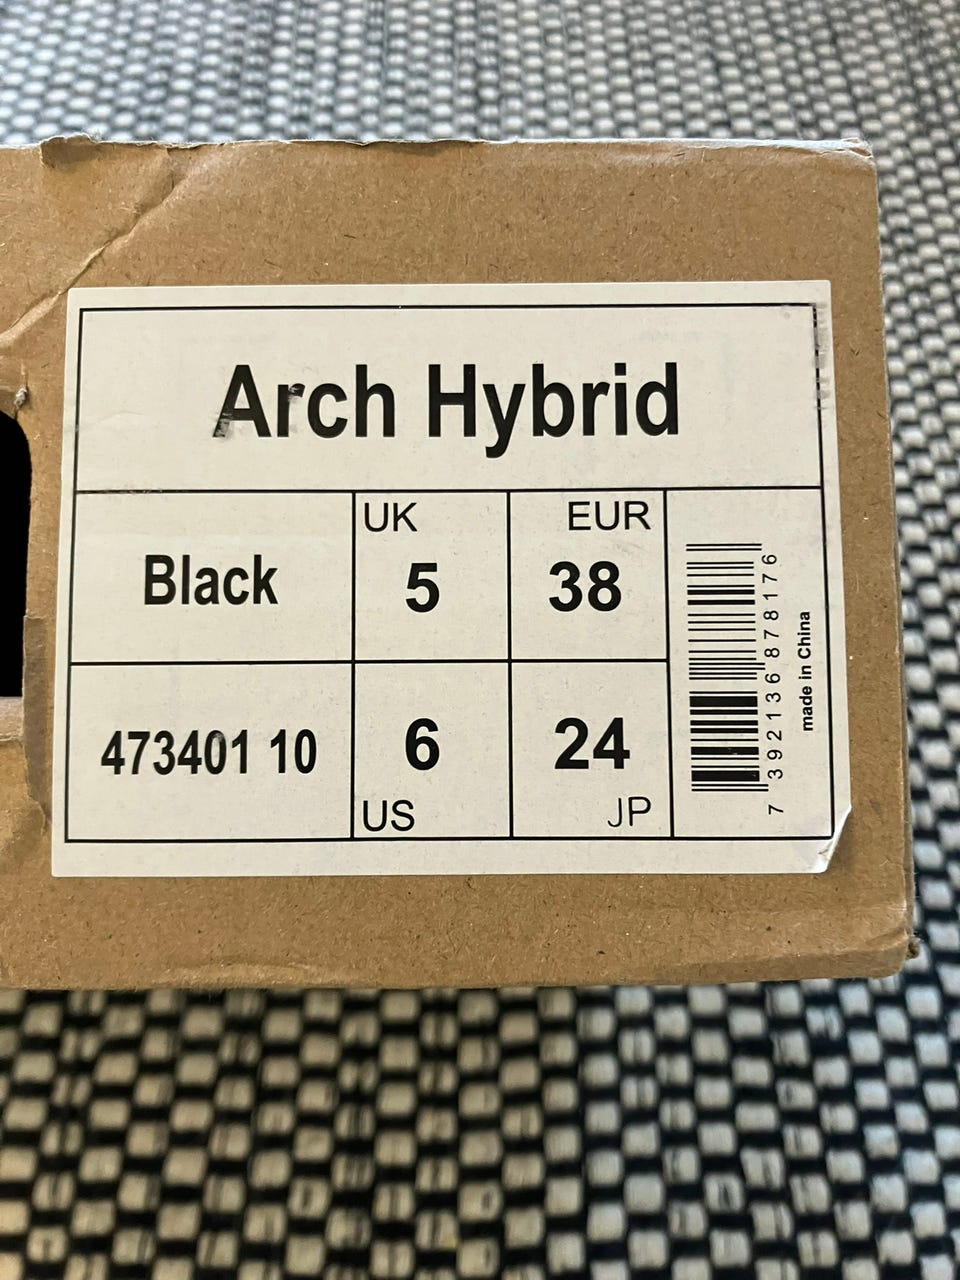 Arch Hybrid
Black
UK
5
EUR
38
473401 10
6
US
24
JP
7 392136 878176
made in China